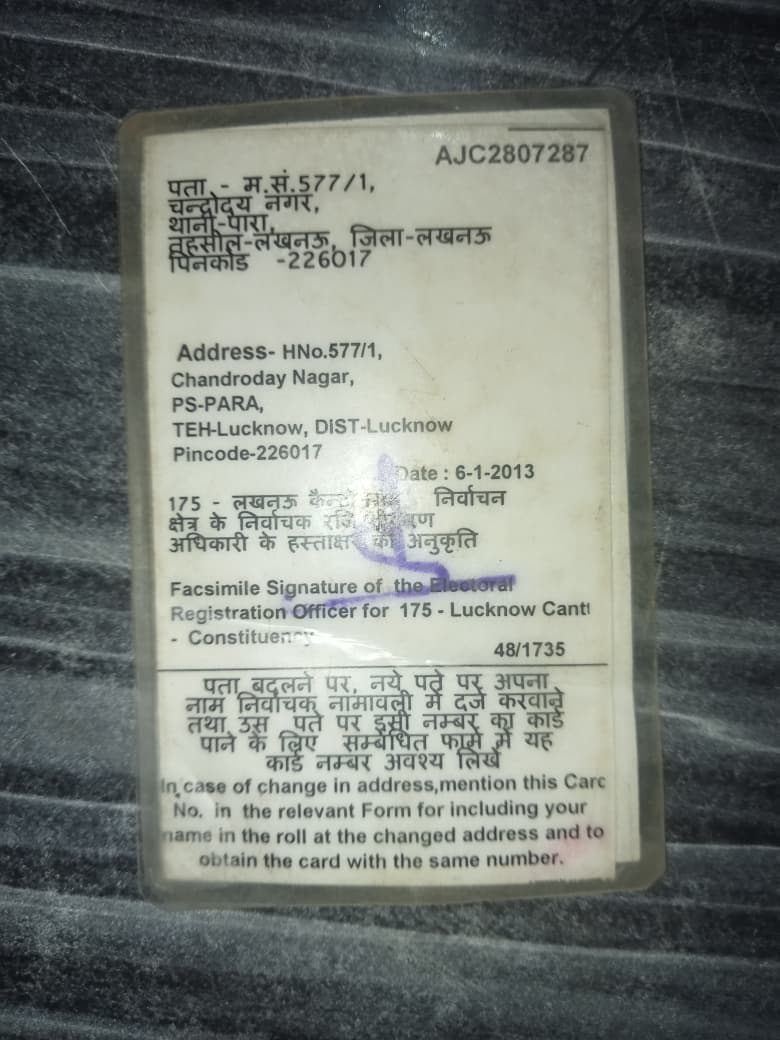 AJC2807287
पता - म.सं.577/1,
चन्द्रोदय नगर,
थाना-पारा,
तहसील-लखनऊ, जिला-लखनऊ
पिनकोड -226017
Address- HNo.577/1,
Chandroday Nagar,
PS-PARA,
TEH-Lucknow, DIST-Lucknow
Pincode-226017
Date : 6-1-2013
175 - लखनऊ निर्वाचन
क्षेत्र के निर्वाचक
अधिकारी के हस्ताक्षर की अनुकृति
Facsimile Signature of the Electoral
Registration Officer for 175 - Lucknow Cantt
- Constituency
48/1735
पता बदलने पर, नये पते पर अपना
नाम निर्वाचक नामावली में दर्ज करवाने
तथा उस पते पर इसी नम्बर का कार्ड
पाने के लिए सम्बंधित फार्म में यह
कार्ड नम्बर अवश्य लिखें
In case of change in address,mention this Card
No. in the relevant Form for including your
name in the roll at the changed address and to
obtain the card with the same number.